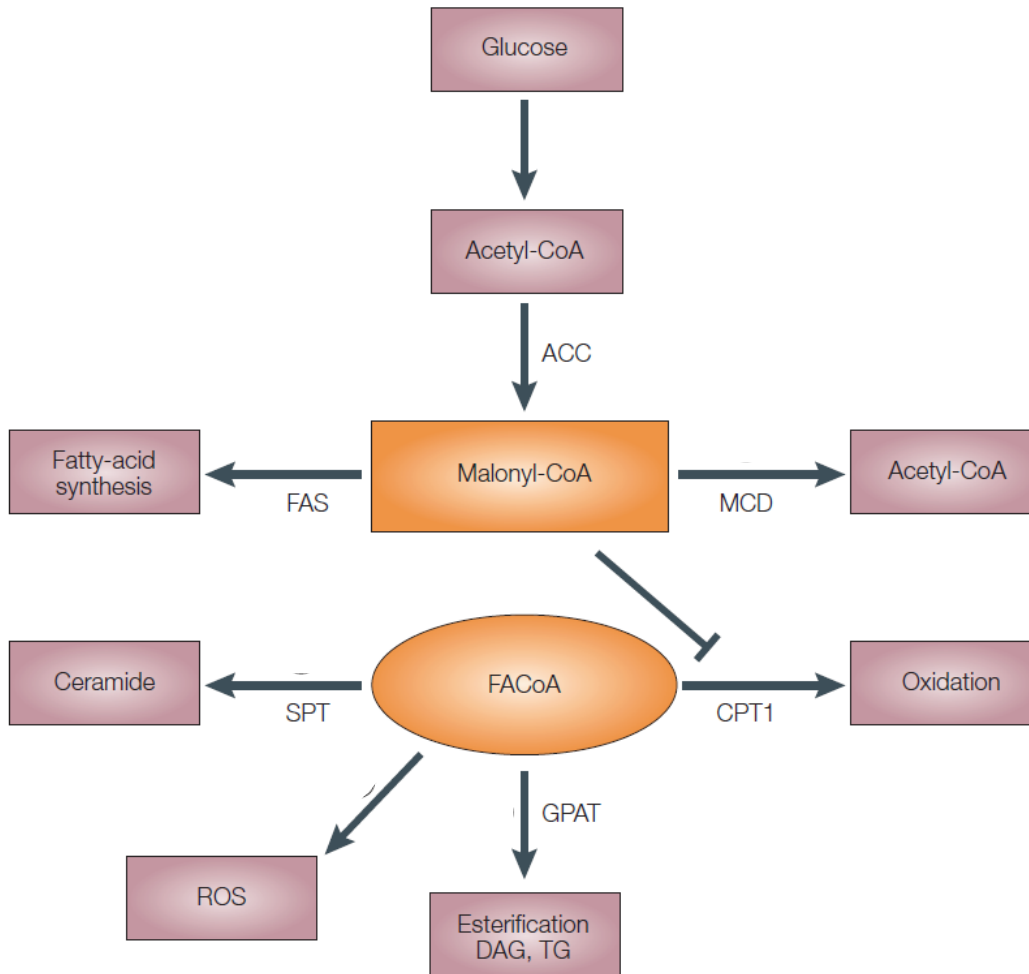 Glucose
Acetyl-CoA
ACC
Fatty-acid
synthesis
FAS
Malonyl-CoA
MCD
Acetyl-CoA
Ceramide
SPT
FACoA
CPT1
Oxidation
GPAT
ROS
Esterification
DAG, TG